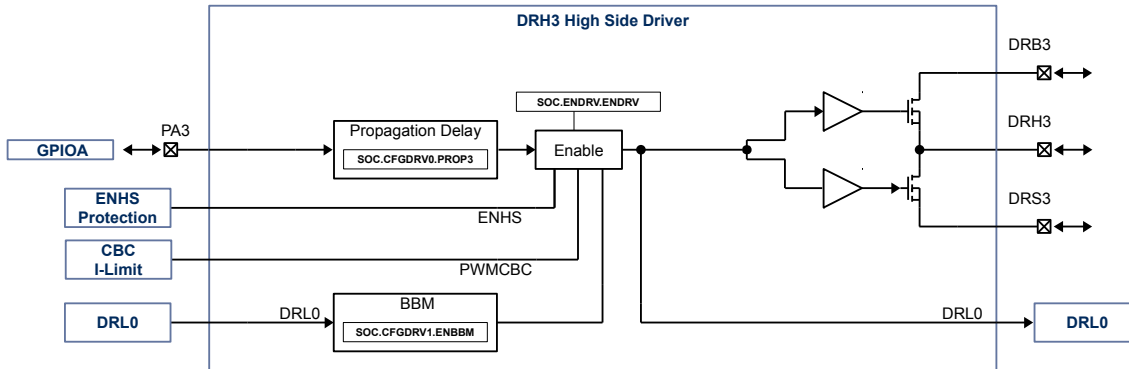 DRH3 High Side Driver
DRB3
SOC.ENDRV.ENDRV
PA3
Propagation Delay
DRH3
GPIOA
SOC.CFGDRV0.PROP3
Enable
ENHS
Protection
ENHS
DRS3
CBC
I-Limit
PWMCBC
BBM
DRL0
DRL0
SOC.CFGDRV1.ENBBM
DRL0
DRL0